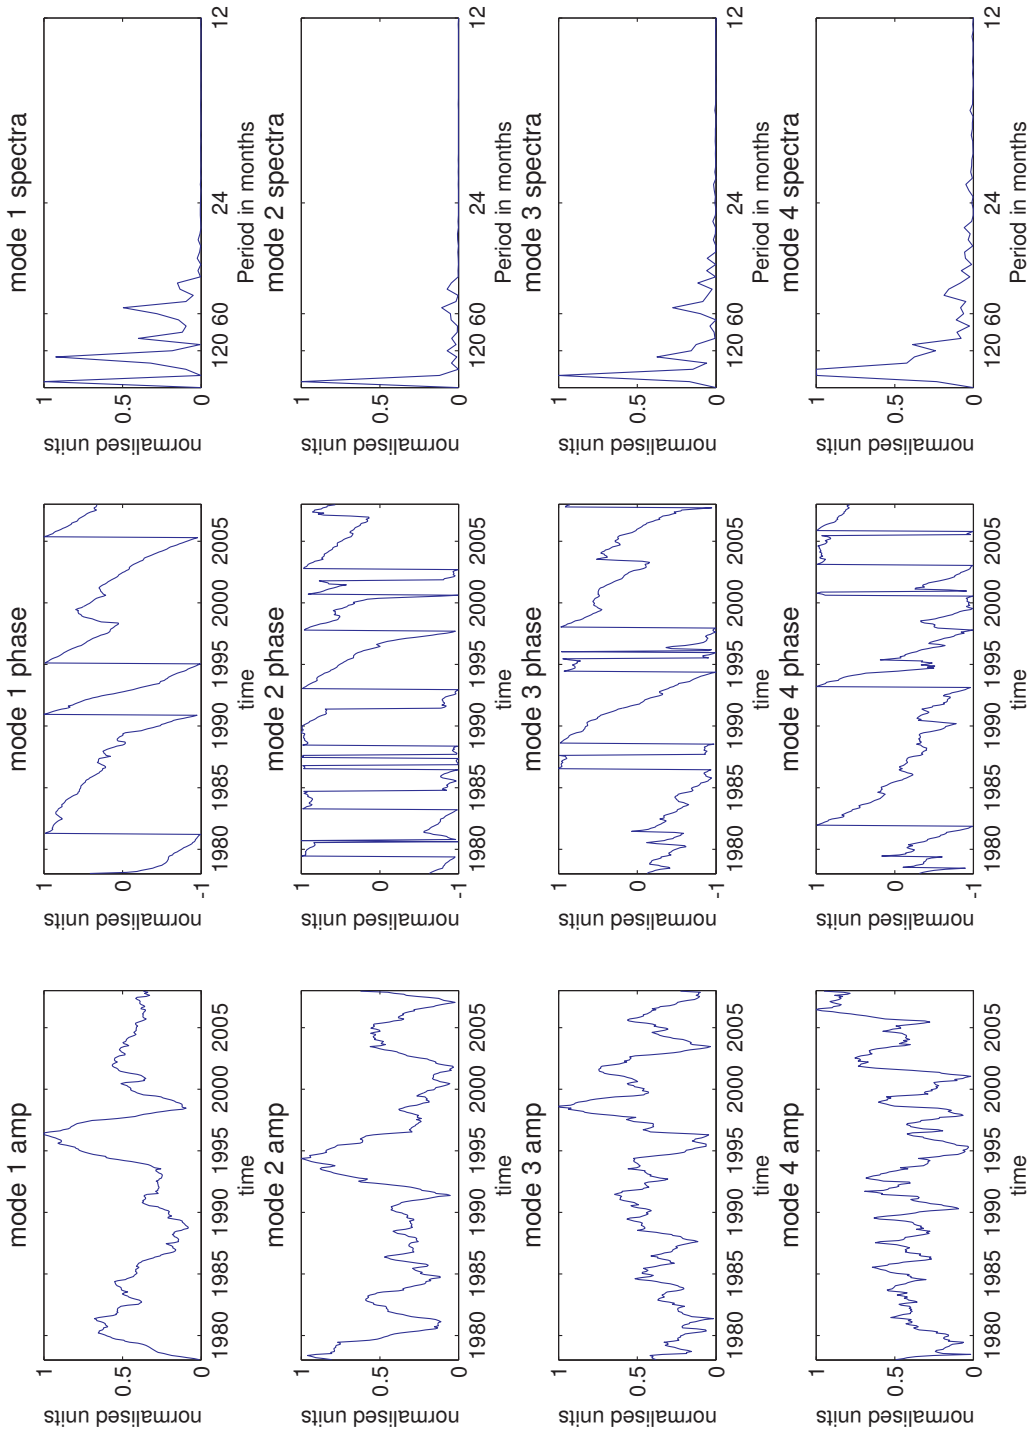 mode 1 amp
normalised units
1
0.5
0
1980 1985 1990 1995 2000 2005
time
mode 1 phase
normalised units
1
0
-1
1980 1985 1990 1995 2000 2005
time
mode 1 spectra
normalised units
1
0.5
0
120 60 24 12
Period in months
mode 2 amp
normalised units
1
0.5
0
1980 1985 1990 1995 2000 2005
time
mode 2 phase
normalised units
1
0
-1
1980 1985 1990 1995 2000 2005
time
mode 2 spectra
normalised units
1
0.5
0
120 60 24 12
Period in months
mode 3 amp
normalised units
1
0.5
0
1980 1985 1990 1995 2000 2005
time
mode 3 phase
normalised units
1
0
-1
1980 1985 1990 1995 2000 2005
time
mode 3 spectra
normalised units
1
0.5
0
120 60 24 12
Period in months
mode 4 amp
normalised units
1
0.5
0
1980 1985 1990 1995 2000 2005
time
mode 4 phase
normalised units
1
0
-1
1980 1985 1990 1995 2000 2005
time
mode 4 spectra
normalised units
1
0.5
0
120 60 24 12
Period in months